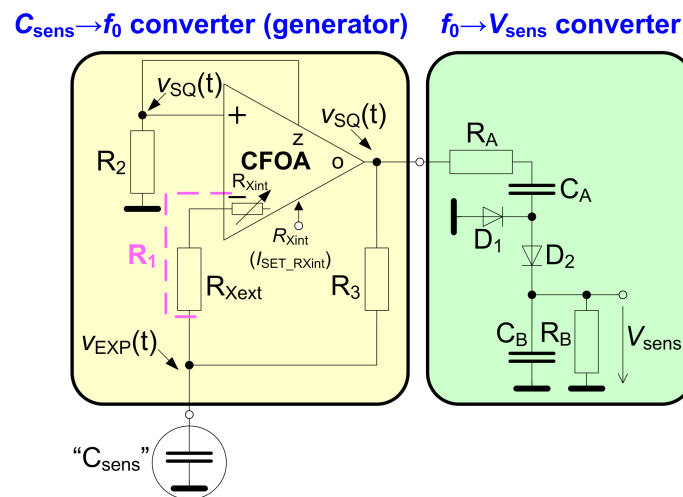 Csens→f0 converter (generator)
f0→Vsens converter
vSQ(t)
vSQ(t)
+
z
CFOA
o
R2
RXint
−
R1
RXint
(ISET_RXint)
RXext
R3
vEXP(t)
“Csens”
RA
CA
D1
D2
CB
RB
Vsens